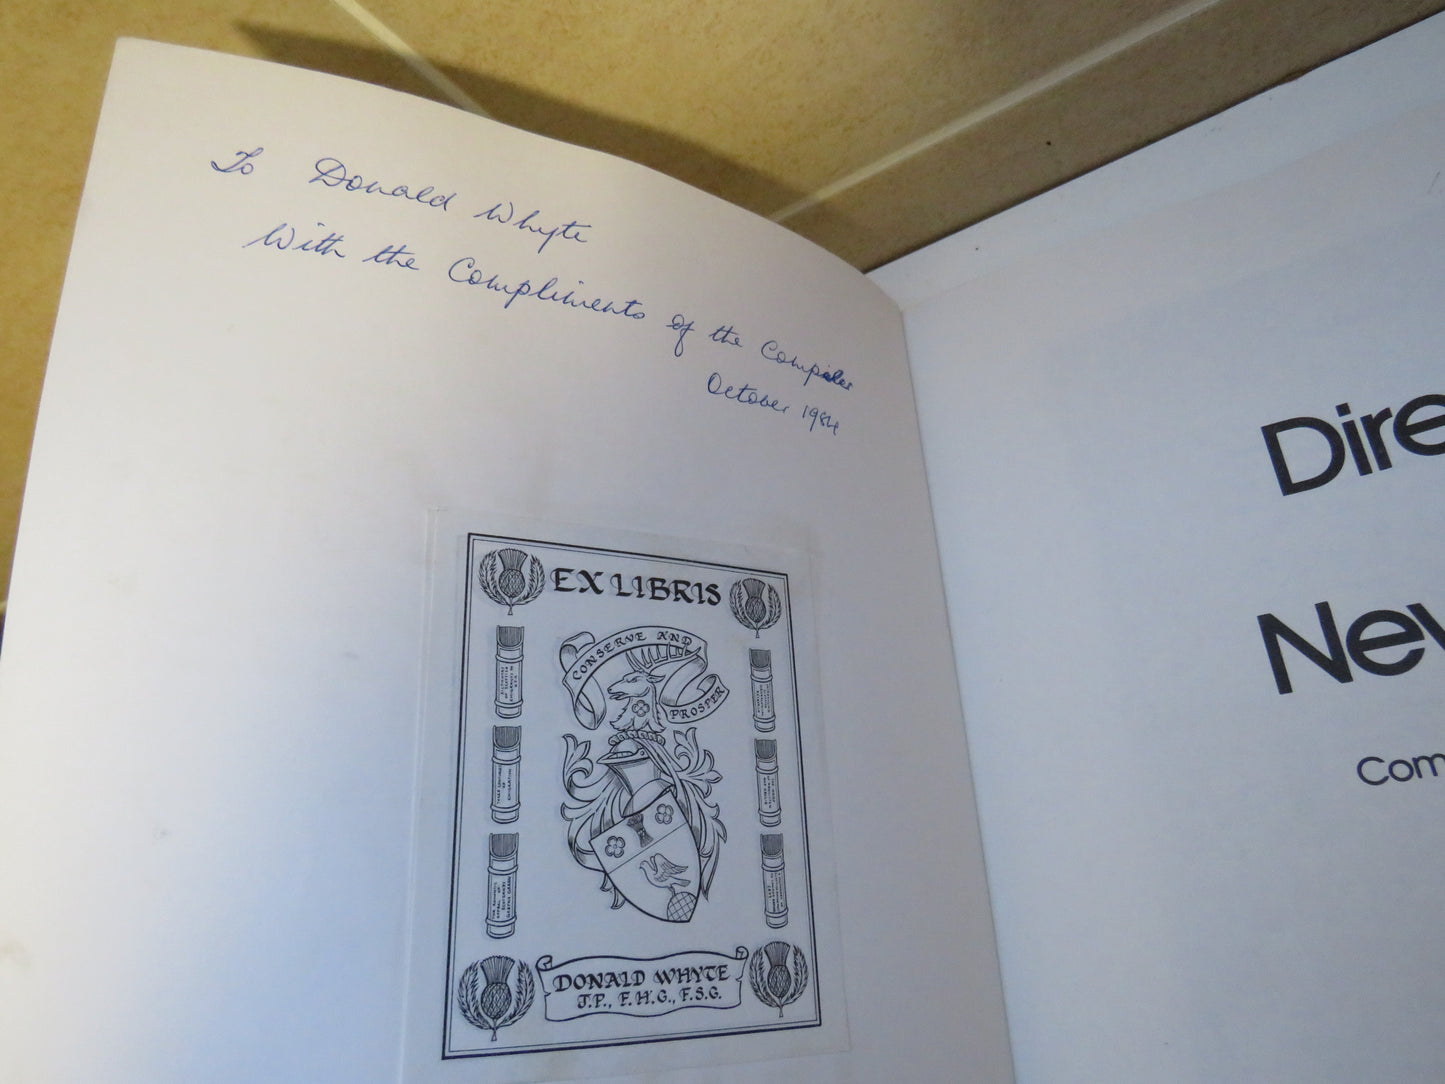 To Donald Whyte
With the Compliments of the Compiler
October 1984
EX LIBRIS
CONSERVE AND
PROSPER
DONALD WHYTE
J.P., F.H.G., F.S.G.
Dire
Nev
Com